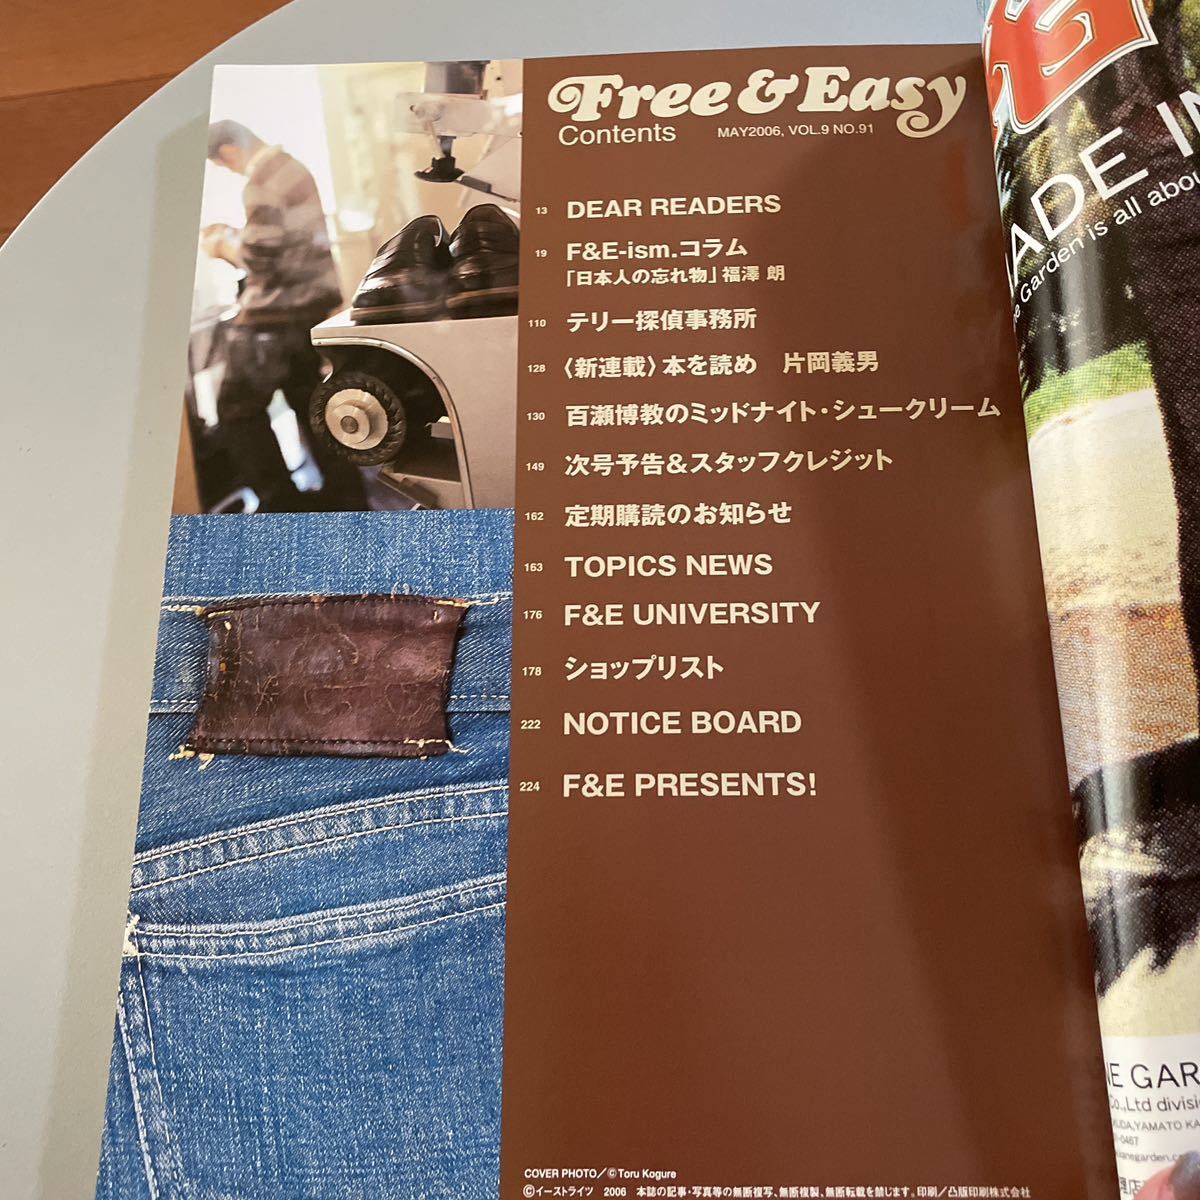 Free & Easy
Contents
MAY2006, VOL.9 NO.91
13 DEAR READERS
19 F&E-ism.コラム
「日本人の忘れ物」福澤 朗
110 テリー探偵事務所
128 〈新連載〉本を読め 片岡義男
130 百瀬博教のミッドナイト・シュークリーム
149 次号予告&スタッフクレジット
162 定期購読のお知らせ
163 TOPICS NEWS
176 F&E UNIVERSITY
178 ショップリスト
222 NOTICE BOARD
224 F&E PRESENTS!
COVER PHOTO/©Toru Kogure
©イーストライツ 2006 本誌の記事・写真等の無断複写、無断複製、無断転載を禁じます。印刷/凸版印刷株式会社
ADE IN
Garden is all abou
NE GAR
Co.,Ltd divisi
UDA,YAMATO KA
-0467
anegarden.c